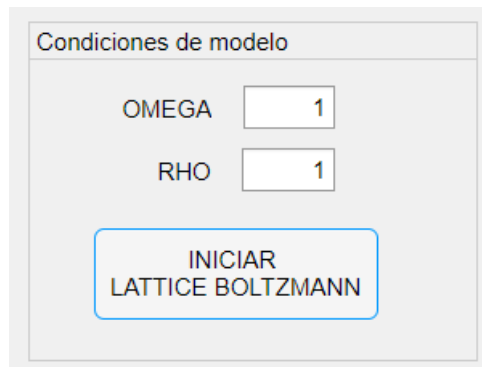 Condiciones de modelo
OMEGA 1
RHO 1
INICIAR
LATTICE BOLTZMANN